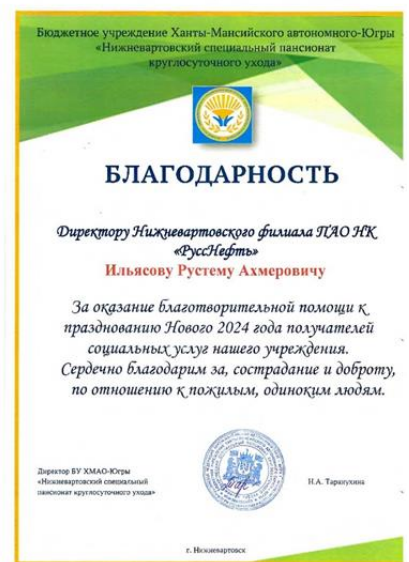 Бюджетное учреждение Ханты-Мансийского автономного-Югры
«Нижневартовский специальный пансионат
круглосуточного ухода»
БЛАГОДАРНОСТЬ
Директору Нижневартовского филиала ПАО НК
«РуссНефть»
Ильясову Рустему Ахмеровичу
За оказание благотворительной помощи к
празднованию Нового 2024 года получателей
социальных услуг нашего учреждения.
Сердечно благодарим за, сострадание и доброту,
по отношению к пожилым, одиноким людям.
Директор БУ ХМАО-Югры
«Нижневартовский специальный
пансионат круглосуточного ухода»
И.А. Тарапухина
г. Нижневартовск